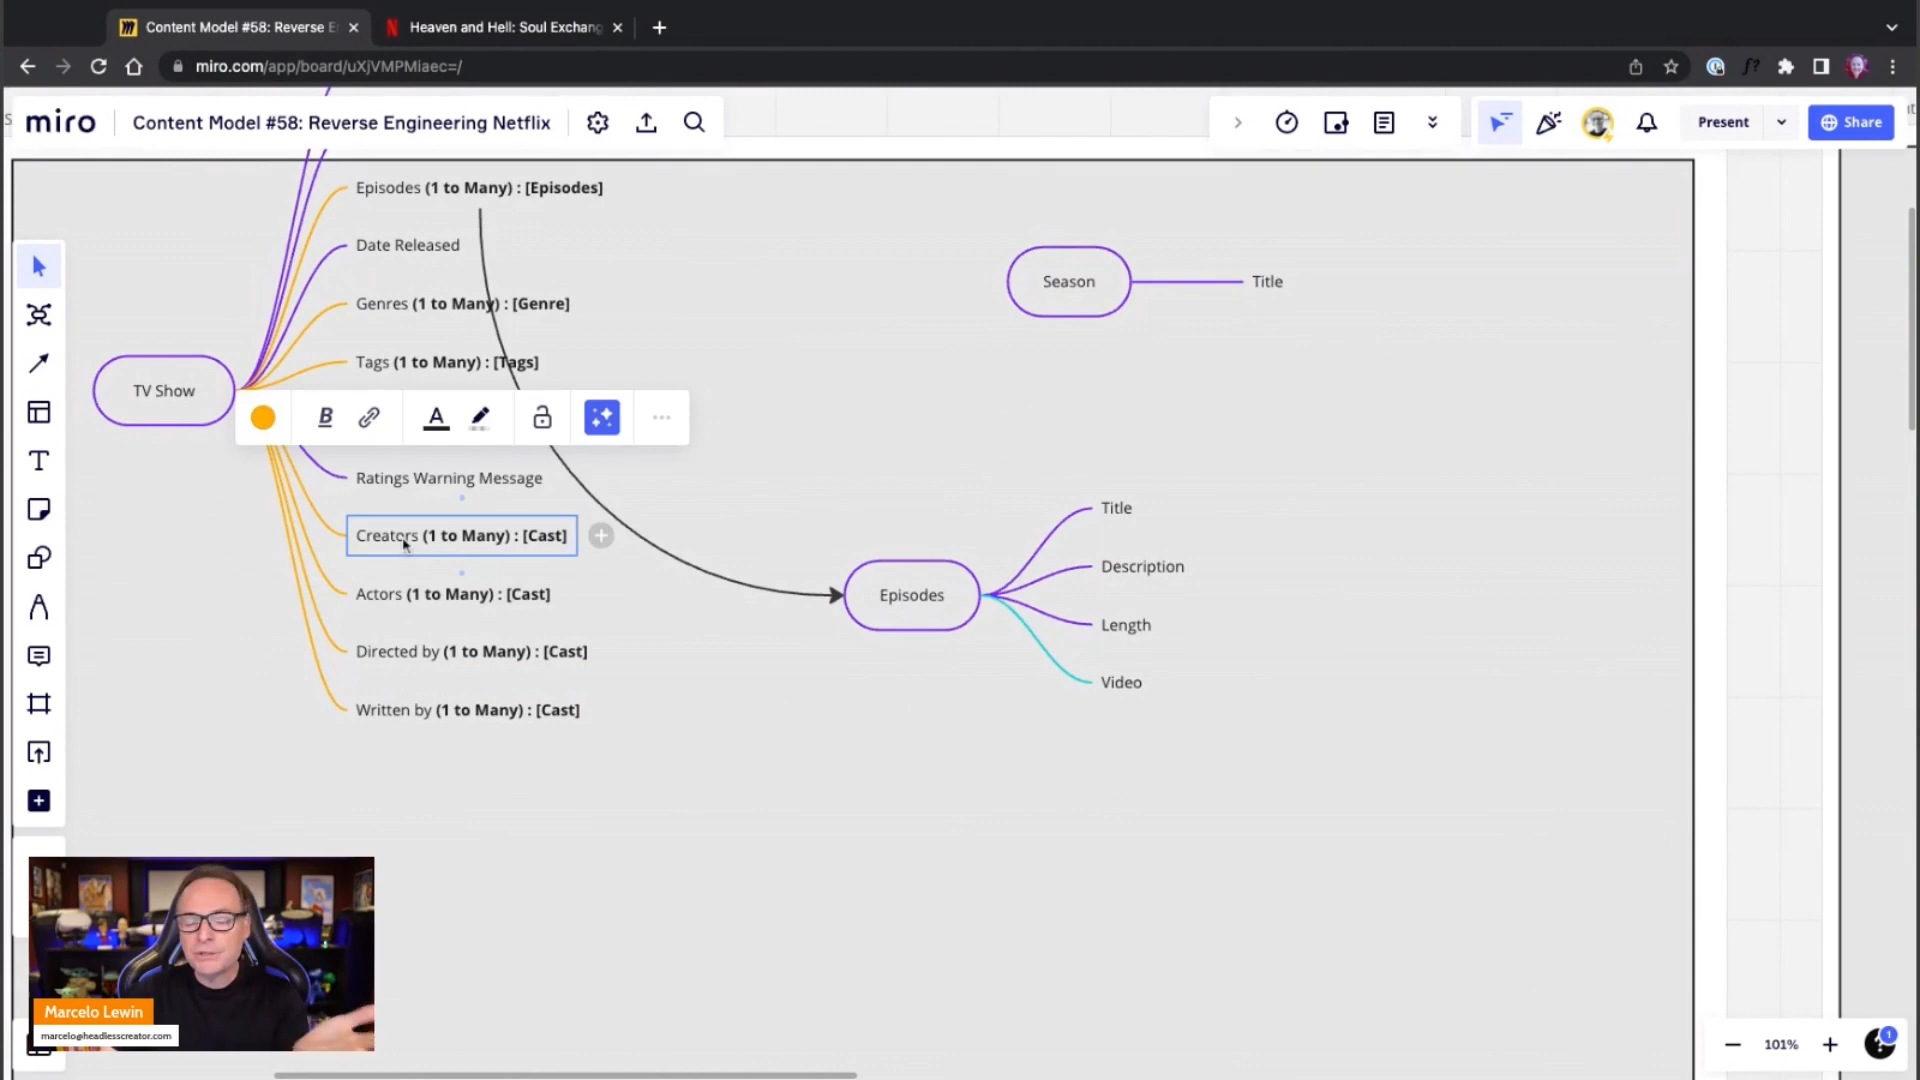 Content Model #58: Reverse E
Heaven and Hell: Soul Exchang
miro.com/app/board/uXjVMPMiaec=/
miro
Content Model #58: Reverse Engineering Netflix
Present
Share
Episodes (1 to Many) : [Episodes]
Date Released
Genres (1 to Many) : [Genre]
Tags (1 to Many) : [Tags]
TV Show
Ratings Warning Message
Creators (1 to Many) : [Cast]
Actors (1 to Many) : [Cast]
Directed by (1 to Many) : [Cast]
Written by (1 to Many) : [Cast]
Season
Title
Episodes
Title
Description
Length
Video
Marcelo Lewin
marcelo@headlesscreator.com
101%
1